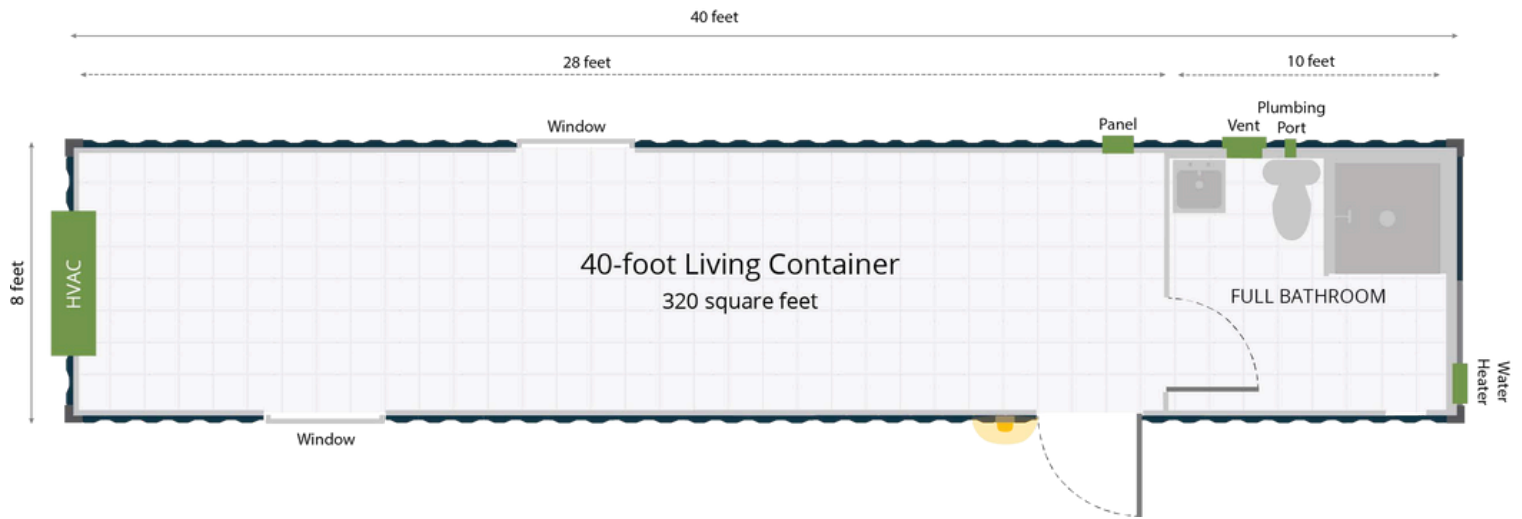 40 feet
28 feet
10 feet
Plumbing
Port
Vent
Panel
Window
8 feet
HVAC
40-foot Living Container
320 square feet
FULL BATHROOM
Water
Heater
Window